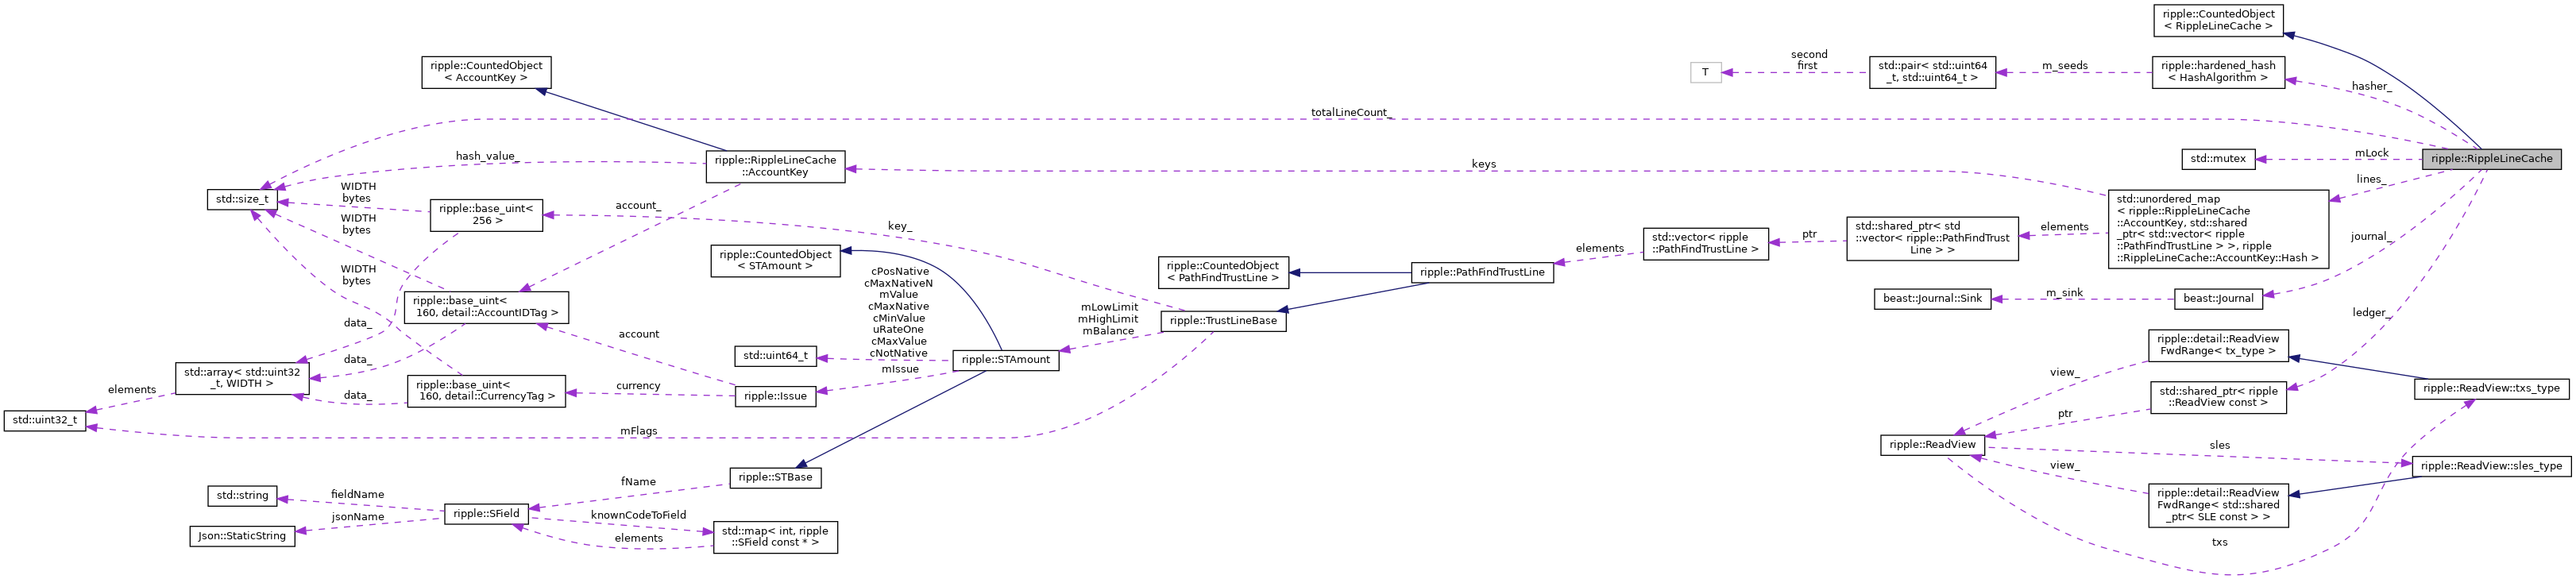 ripple::CountedObject
< RippleLineCache >
ripple::CountedObject
< AccountKey >
second
first
T
std::pair< std::uint64
_t, std::uint64_t >
m_seeds
ripple::hardened_hash
< HashAlgorithm >
hasher_
totalLineCount_
hash_value_
ripple::RippleLineCache
::AccountKey
keys
std::mutex
mLock
ripple::RippleLineCache
lines_
std::size_t
WIDTH
bytes
ripple::base_uint<
256 >
WIDTH
bytes
account_
key_
std::unordered_map
< ripple::RippleLineCache
::AccountKey, std::shared
_ptr< std::vector< ripple
::PathFindTrustLine > >, ripple
::RippleLineCache::AccountKey::Hash >
elements
std::shared_ptr< std
::vector< ripple::PathFindTrust
Line > >
ptr
std::vector< ripple
::PathFindTrustLine >
elements
journal_
ripple::CountedObject
< STAmount >
ripple::CountedObject
< PathFindTrustLine >
ripple::PathFindTrustLine
WIDTH
bytes
cPosNative
cMaxNativeN
mValue
cMaxNative
cMinValue
uRateOne
cMaxValue
cNotNative
ripple::base_uint<
160, detail::AccountIDTag >
beast::Journal::Sink
m_sink
beast::Journal
mLowLimit
mHighLimit
mBalance
ripple::TrustLineBase
ledger_
data_
account
std::uint64_t
ripple::STAmount
mIssue
ripple::detail::ReadView
FwdRange< tx_type >
data_
std::array< std::uint32
_t, WIDTH >
view_
ripple::ReadView::txs_type
elements
ripple::base_uint<
160, detail::CurrencyTag >
data_
currency
ripple::Issue
std::shared_ptr< ripple
::ReadView const >
ptr
std::uint32_t
mFlags
ripple::ReadView
sles
ripple::ReadView::sles_type
view_
ripple::STBase
fName
ripple::detail::ReadView
FwdRange< std::shared
_ptr< SLE const > >
std::string
fieldName
ripple::SField
jsonName
Json::StaticString
knownCodeToField
elements
std::map< int, ripple
::SField const * >
txs